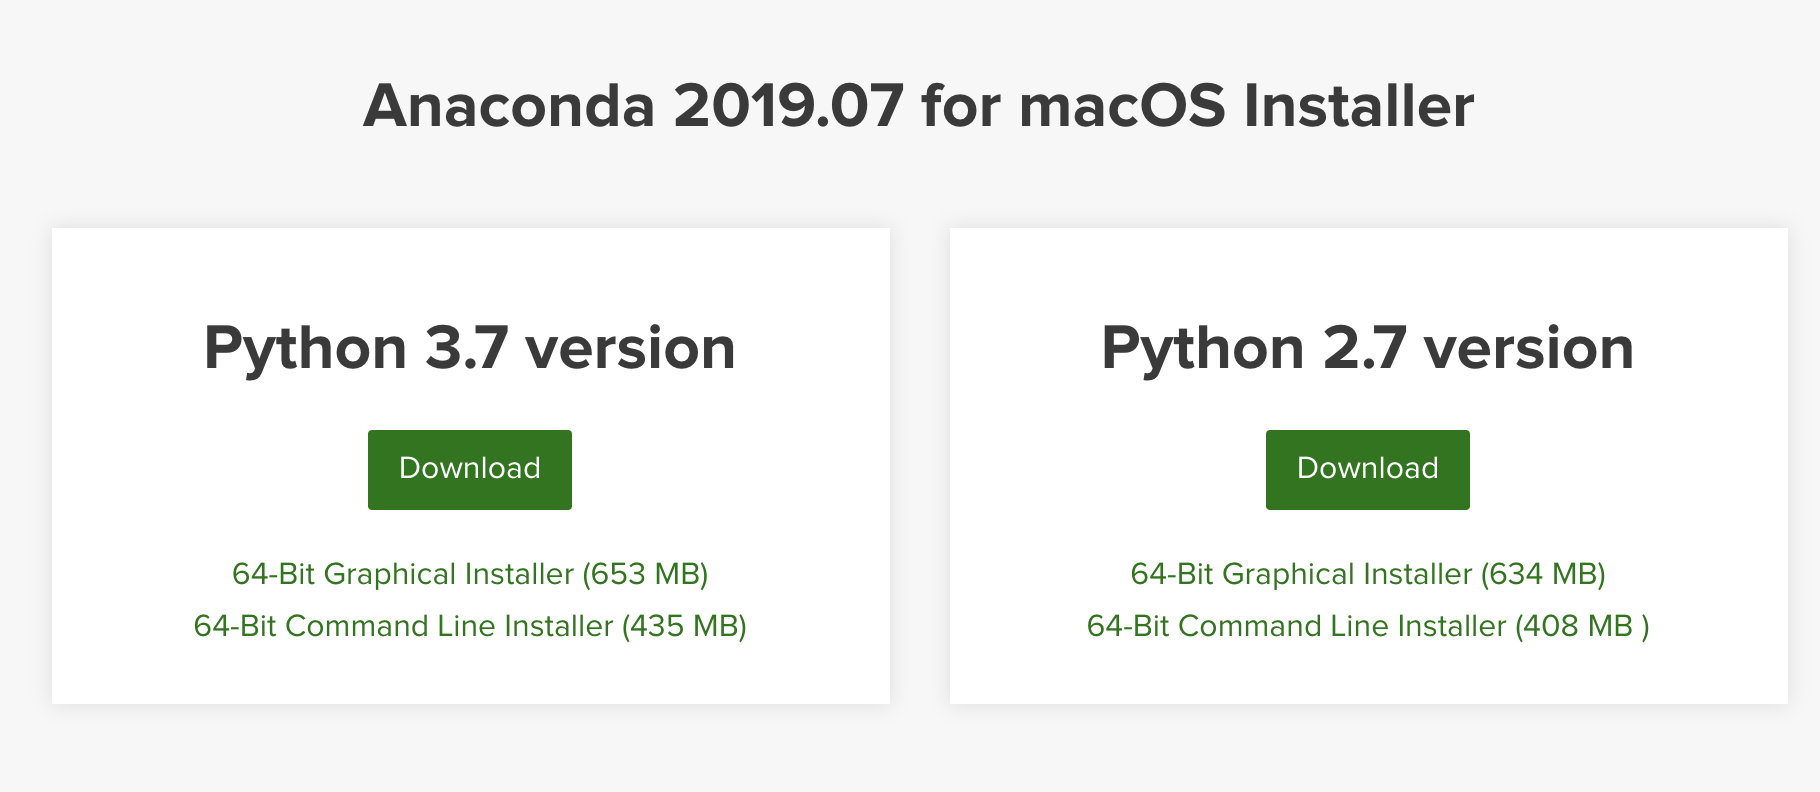 Anaconda 2019.07 for macOS Installer
Python 3.7 version
Download
64-Bit Graphical Installer (653 MB)
64-Bit Command Line Installer (435 MB)
Python 2.7 version
Download
64-Bit Graphical Installer (634 MB)
64-Bit Command Line Installer (408 MB )